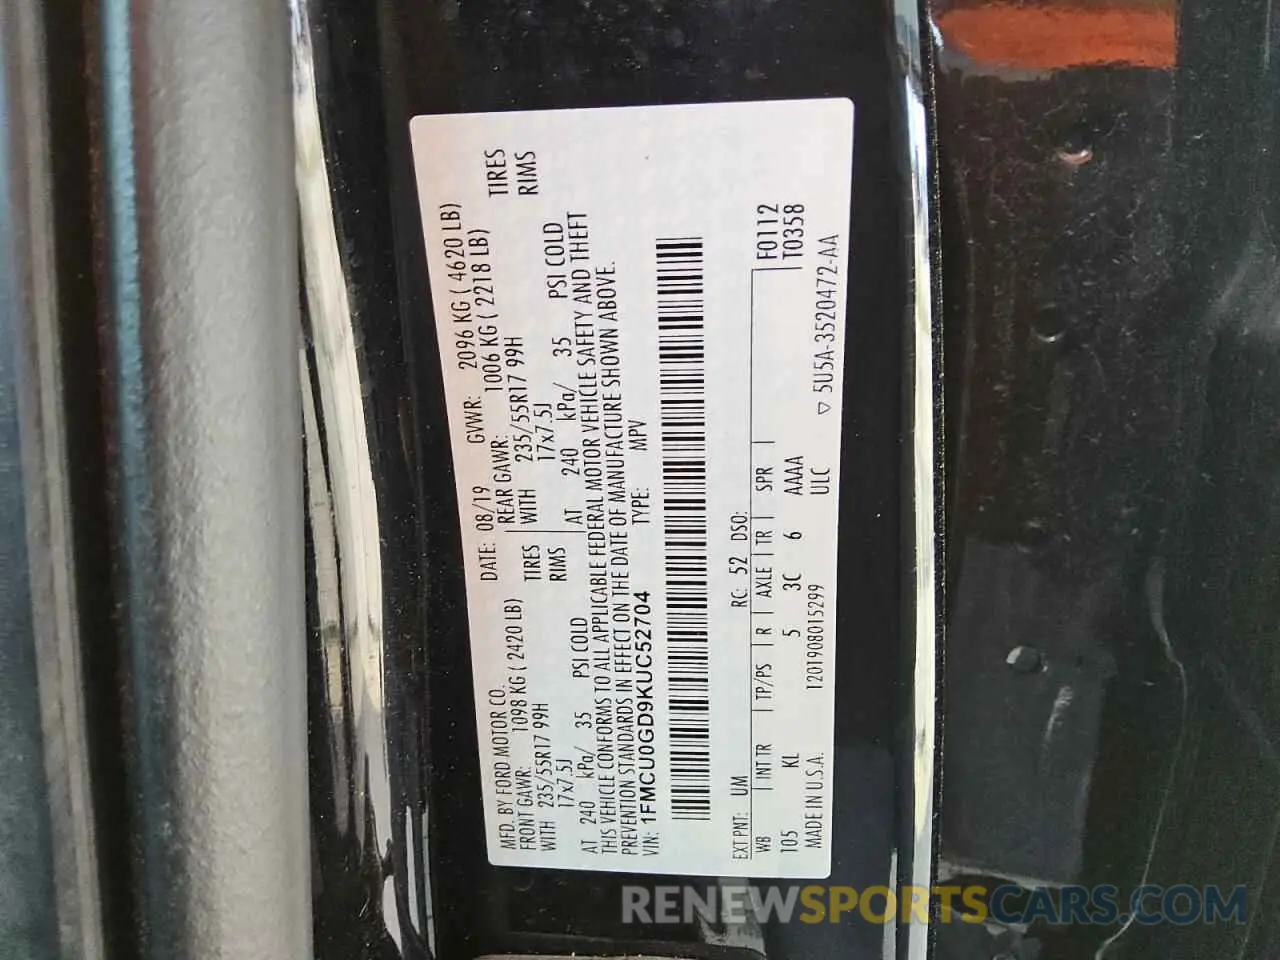 MFD. BY FORD MOTOR CO.
DATE: 08/19 GVWR: 2096 KG ( 4620 LB)
FRONT GAWR: 1098 KG ( 2420 LB) REAR GAWR: 1006 KG ( 2218 LB)
WITH 235/55R17 99H TIRES WITH 235/55R17 99H TIRES
17x7.5J RIMS 17x7.5J RIMS
AT 240 kPa/ 35 PSI COLD AT 240 kPa/ 35 PSI COLD
THIS VEHICLE CONFORMS TO ALL APPLICABLE FEDERAL MOTOR VEHICLE SAFETY AND THEFT
PREVENTION STANDARDS IN EFFECT ON THE DATE OF MANUFACTURE SHOWN ABOVE.
VIN: 1FMCU0GD9KUC52704 TYPE: MPV
EXT PNT: UM RC: 52 DSO:
WB INT TR TP/PS R AXLE TR SPR F0112
105 KL 5 3C 6 AAAA T0358
MADE IN U.S.A. 1201908015299 ULC ▽ 5U5A-3520472-AA
RENEWSPORTSCARS.COM